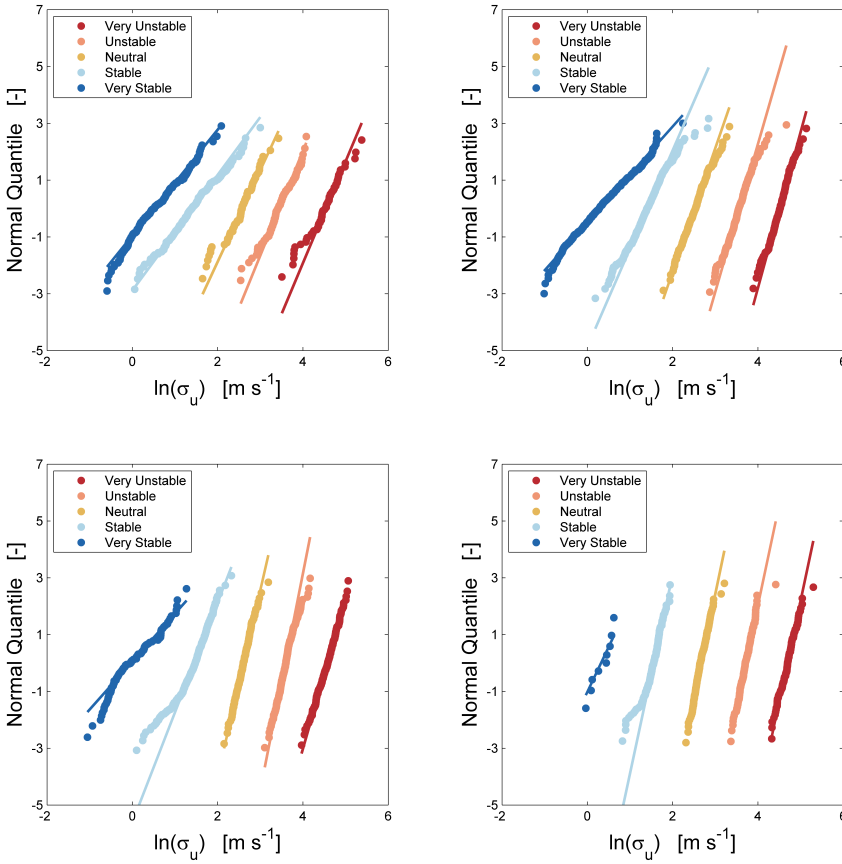 7
5
3
1
-1
-3
-5
Normal Quantile [-]
Very Unstable
Unstable
Neutral
Stable
Very Stable
-2 0 2 4 6
ln(σu) [m s-1]
7
5
3
1
-1
-3
-5
Normal Quantile [-]
Very Unstable
Unstable
Neutral
Stable
Very Stable
-2 0 2 4 6
ln(σu) [m s-1]
7
5
3
1
-1
-3
-5
Normal Quantile [-]
Very Unstable
Unstable
Neutral
Stable
Very Stable
-2 0 2 4 6
ln(σu) [m s-1]
7
5
3
1
-1
-3
-5
Normal Quantile [-]
Very Unstable
Unstable
Neutral
Stable
Very Stable
-2 0 2 4 6
ln(σu) [m s-1]